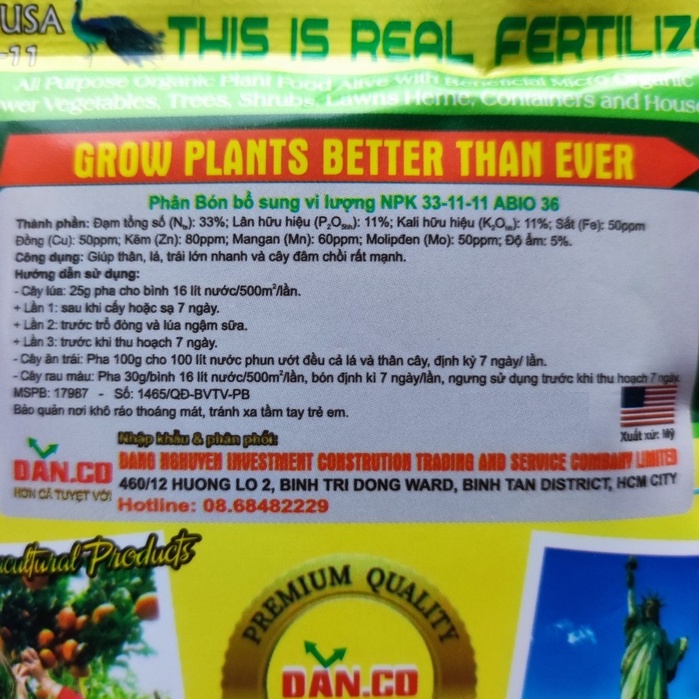 USA
THIS IS REAL FERTILIZ
-11
All Purpose Organic Plant Food Alive with Beneficial Micro Organi
wer Vegetables, Trees, Shrubs, Lawns Heme, Containers and Hous
GROW PLANTS BETTER THAN EVER
Phân Bón bổ sung vi lượng NPK 33-11-11 ABIO 36
Thành phần: Đạm tổng số (Nts): 33%; Lân hữu hiệu (P2O5hh): 11%; Kali hữu hiệu (K2Ohh): 11%; Sắt (Fe): 50ppm
Đồng (Cu): 50ppm; Kẽm (Zn): 80ppm; Mangan (Mn): 60ppm; Molipđen (Mo): 50ppm; Độ ẩm: 5%.
Công dụng: Giúp thân, lá, trái lớn nhanh và cây đâm chồi rất mạnh.
Hướng dẫn sử dụng:
- Cây lúa: 25g pha cho bình 16 lít nước/500m²/lần.
+ Lần 1: sau khi cấy hoặc sạ 7 ngày.
+ Lần 2: trước trổ đòng và lúa ngậm sữa.
+ Lần 3: trước khi thu hoạch 7 ngày.
- Cây ăn trái: Pha 100g cho 100 lít nước phun ướt đều cả lá và thân cây, định kỳ 7 ngày/ lần.
- Cây rau màu: Pha 30g/bình 16 lít nước/500m²/lần, bón định kì 7 ngày/lần, ngưng sử dụng trước khi thu hoạch 7 ngày
MSPB: 17987 - Số: 1465/QĐ-BVTV-PB
Bảo quản nơi khô ráo thoáng mát, tránh xa tầm tay trẻ em.
Xuất xứ: Mỹ
Nhập khẩu & phân phối:
DAN.CO
HƠN CẢ TUYỆT VỜI
DANG NGHUYEN INVESTMENT CONSTRUTION TRADING AND SERVICE COMPANY LIMITED
460/12 HUONG LO 2, BINH TRI DONG WARD, BINH TAN DISTRICT, HCM CITY
Hotline: 08.68482229
icultural Products
PREMIUM QUALITY
DAN.CO